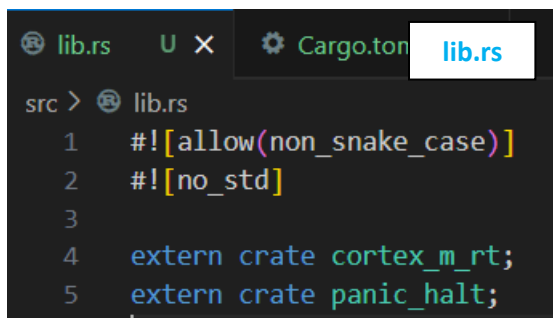 lib.rs U X Cargo.ton
lib.rs
src > lib.rs
1 #![allow(non_snake_case)]
2 #![no_std]
3
4 extern crate cortex_m_rt;
5 extern crate panic_halt;